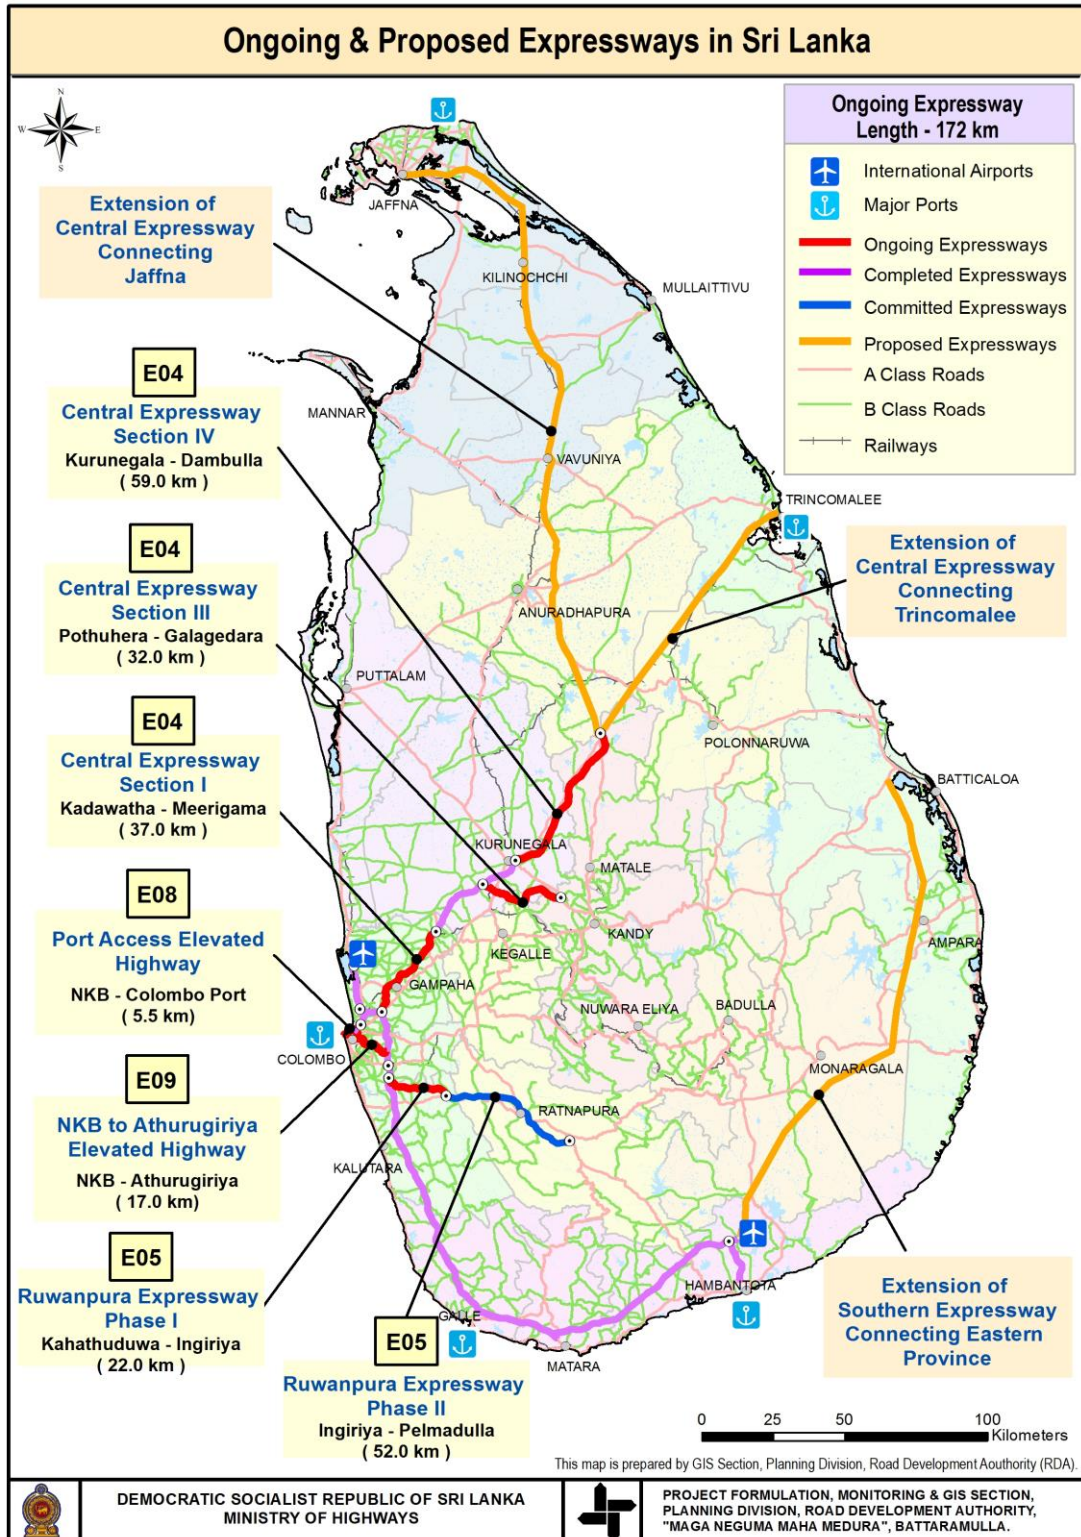 Ongoing & Proposed Expressways in Sri Lanka
N
W
E
S
Ongoing Expressway
Length - 172 km
International Airports
Major Ports
Ongoing Expressways
Completed Expressways
Committed Expressways
Proposed Expressways
A Class Roads
B Class Roads
Railways
Extension of
Central Expressway
Connecting
Jaffna
E04
Central Expressway
Section IV
Kurunegala - Dambulla
( 59.0 km )
E04
Central Expressway
Section III
Pothuhera - Galagedara
( 32.0 km )
E04
Central Expressway
Section I
Kadawatha - Meerigama
( 37.0 km )
E08
Port Access Elevated
Highway
NKB - Colombo Port
( 5.5 km)
E09
NKB to Athurugiriya
Elevated Highway
NKB - Athurugiriya
( 17.0 km)
E05
Ruwanpura Expressway
Phase I
Kahathuduwa - Ingiriya
( 22.0 km )
E05
Ruwanpura Expressway
Phase II
Ingiriya - Pelmadulla
( 52.0 km )
Extension of
Central Expressway
Connecting
Trincomalee
Extension of
Southern Expressway
Connecting Eastern
Province
JAFFNA
KILINOCHCHI
MULLAITTIVU
MANNAR
VAVUNIYA
TRINCOMALEE
ANURADHAPURA
PUTTALAM
POLONNARUWA
BATTICALOA
KURUNEGALA
MATALE
KANDY
KEGALLE
AMPARA
GAMPAHA
NUWARA ELIYA
BADULLA
COLOMBO
MONARAGALA
RATNAPURA
KALUTARA
HAMBANTOTA
GALLE
MATARA
0 25 50 100
Kilometers
This map is prepared by GIS Section, Planning Division, Road Development Aouthority (RDA).
DEMOCRATIC SOCIALIST REPUBLIC OF SRI LANKA
MINISTRY OF HIGHWAYS
PROJECT FORMULATION, MONITORING & GIS SECTION,
PLANNING DIVISION, ROAD DEVELOPMENT AUTHORITY,
"MAGA NEGUMA MAHA MEDURA", BATTARAMULLA.